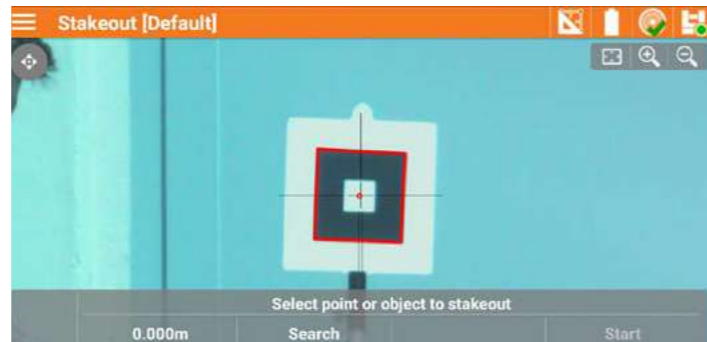 Stakeout [Default]
Select point or object to stakeout
0.000m Search Start